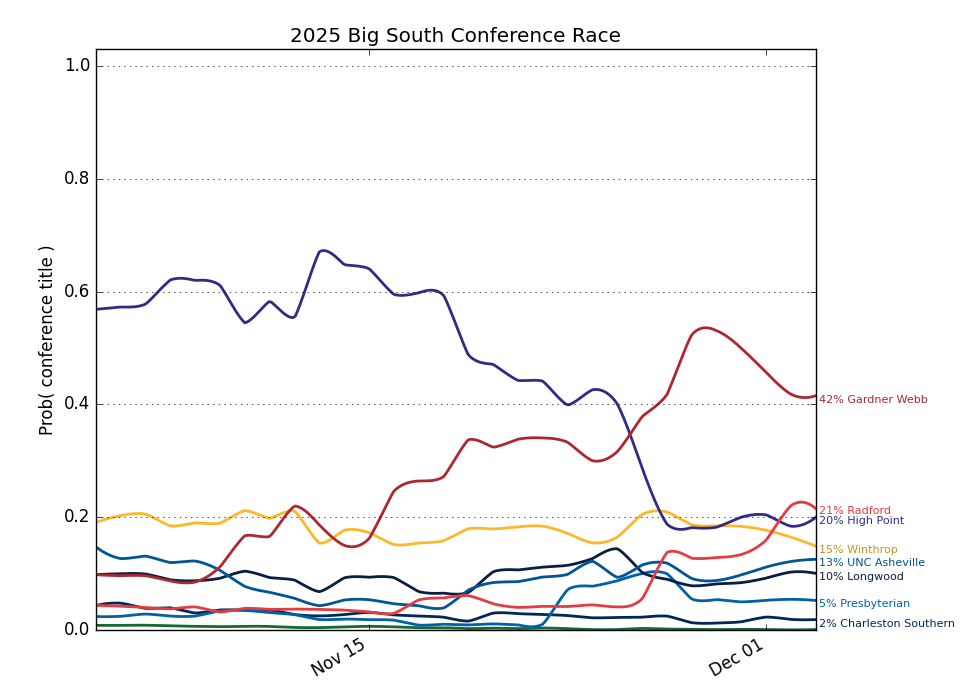 2025 Big South Conference Race
Prob( conference title )
1.0
0.8
0.6
0.4
0.2
0.0
42% Gardner Webb
21% Radford
20% High Point
15% Winthrop
13% UNC Asheville
10% Longwood
5% Presbyterian
2% Charleston Southern
Nov 15
Dec 01